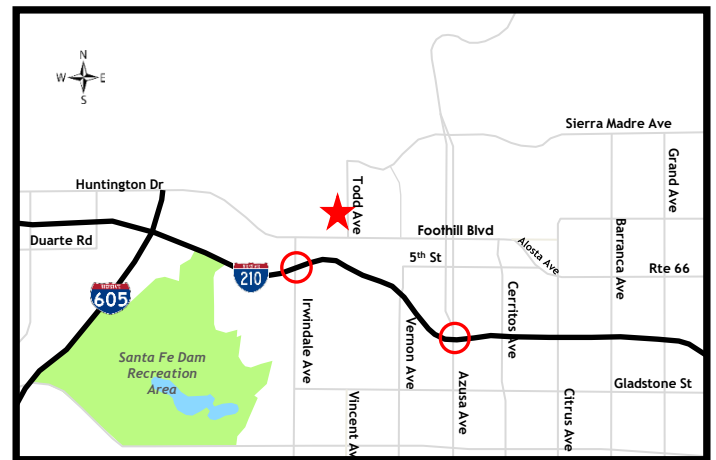 N
W
E
S
Sierra Madre Ave
Huntington Dr
Todd Ave
Grand Ave
Foothill Blvd
Duarte Rd
Barranca Ave
Alosta Ave
5th St
Rte 66
210
605
Irwindale Ave
Vernon Ave
Cerritos Ave
Santa Fe Dam
Recreation
Area
Azusa Ave
Gladstone St
Vincent Av
Citrus Ave